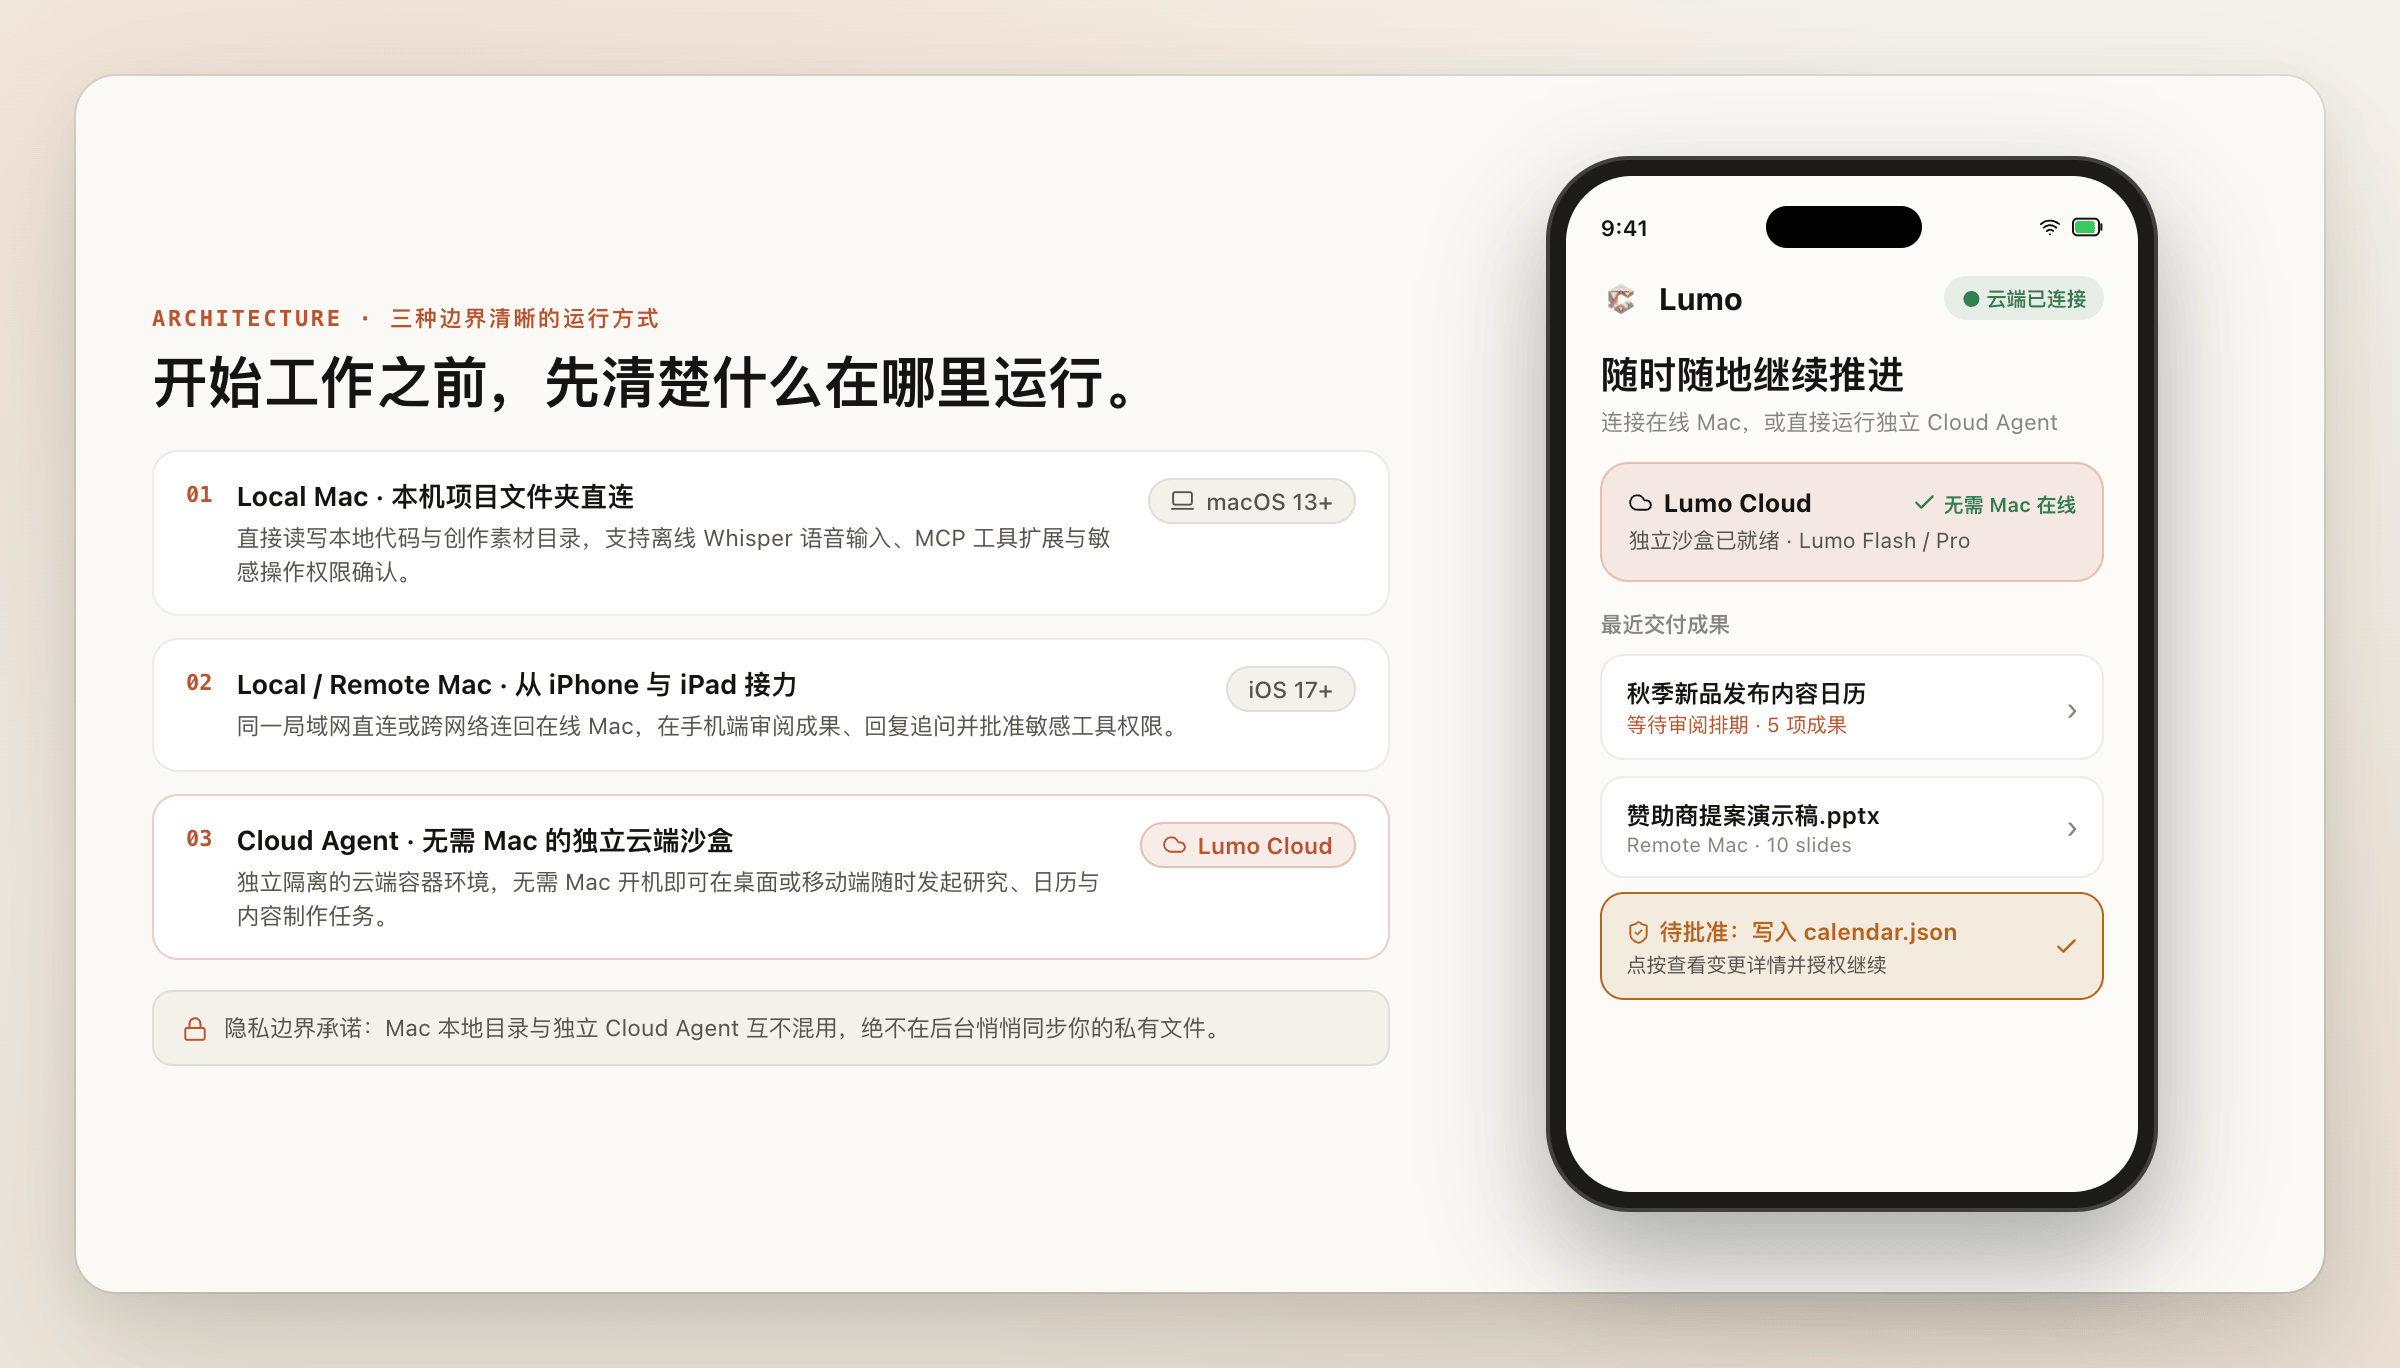 ARCHITECTURE · 三种边界清晰的运行方式
开始工作之前，先清楚什么在哪里运行。
01 Local Mac · 本机项目文件夹直连
macOS 13+
直接读写本地代码与创作素材目录，支持离线 Whisper 语音输入、MCP 工具扩展与敏
感操作权限确认。
02 Local / Remote Mac · 从 iPhone 与 iPad 接力
iOS 17+
同一局域网直连或跨网络连回在线 Mac，在手机端审阅成果、回复追问并批准敏感工具权限。
03 Cloud Agent · 无需 Mac 的独立云端沙盒
Lumo Cloud
独立隔离的云端容器环境，无需 Mac 开机即可在桌面或移动端随时发起研究、日历与
内容制作任务。
隐私边界承诺：Mac 本地目录与独立 Cloud Agent 互不混用，绝不在后台悄悄同步你的私有文件。
9:41
Lumo
云端已连接
随时随地继续推进
连接在线 Mac，或直接运行独立 Cloud Agent
Lumo Cloud
无需 Mac 在线
独立沙盒已就绪 · Lumo Flash / Pro
最近交付成果
秋季新品发布内容日历
等待审阅排期 · 5 项成果
赞助商提案演示稿.pptx
Remote Mac · 10 slides
待批准：写入 calendar.json
点按查看变更详情并授权继续